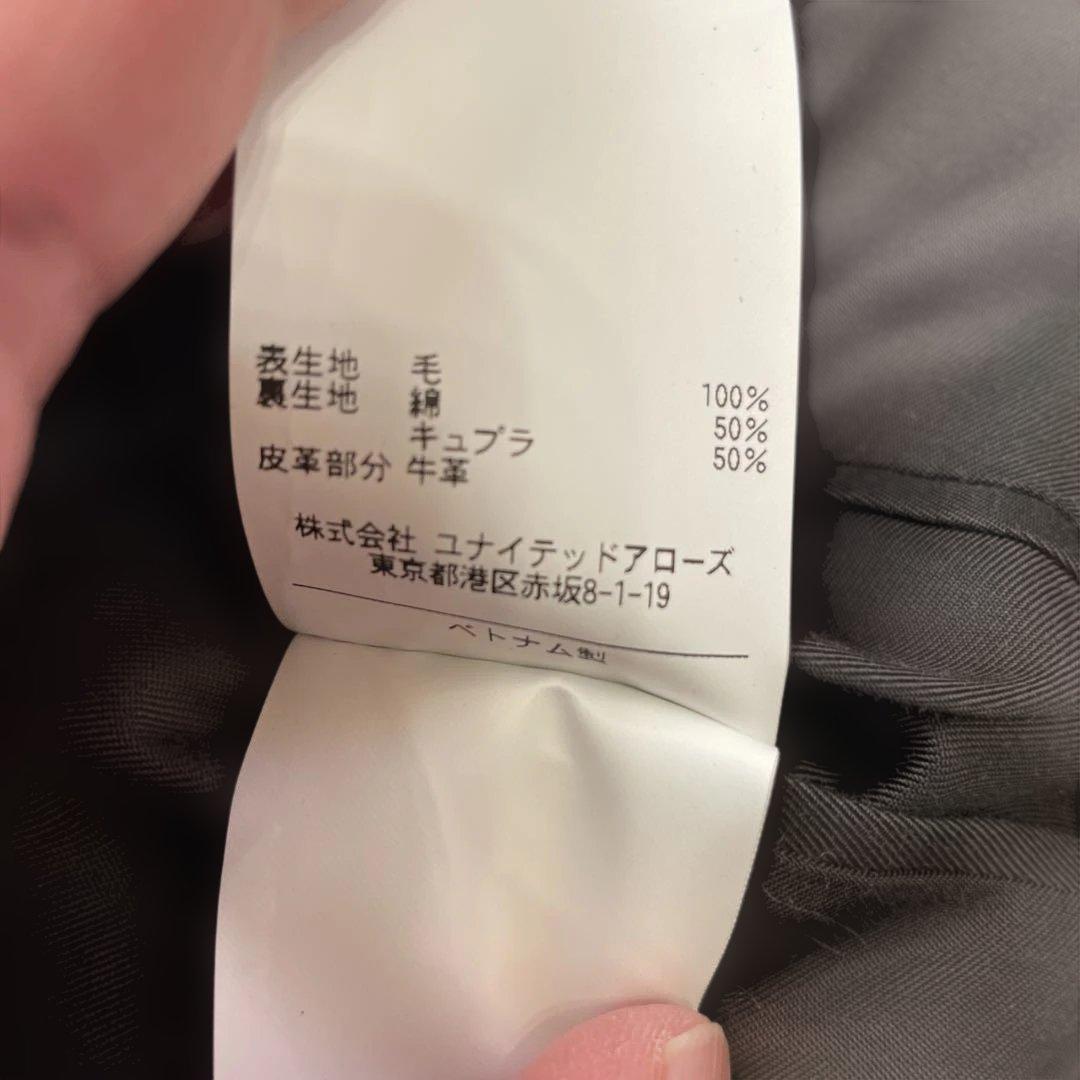 表生地 毛 100%
裏生地 綿 50%
キュプラ 50%
皮革部分 牛革
株式会社 ユナイテッドアローズ
東京都港区赤坂8-1-19
ベトナム製